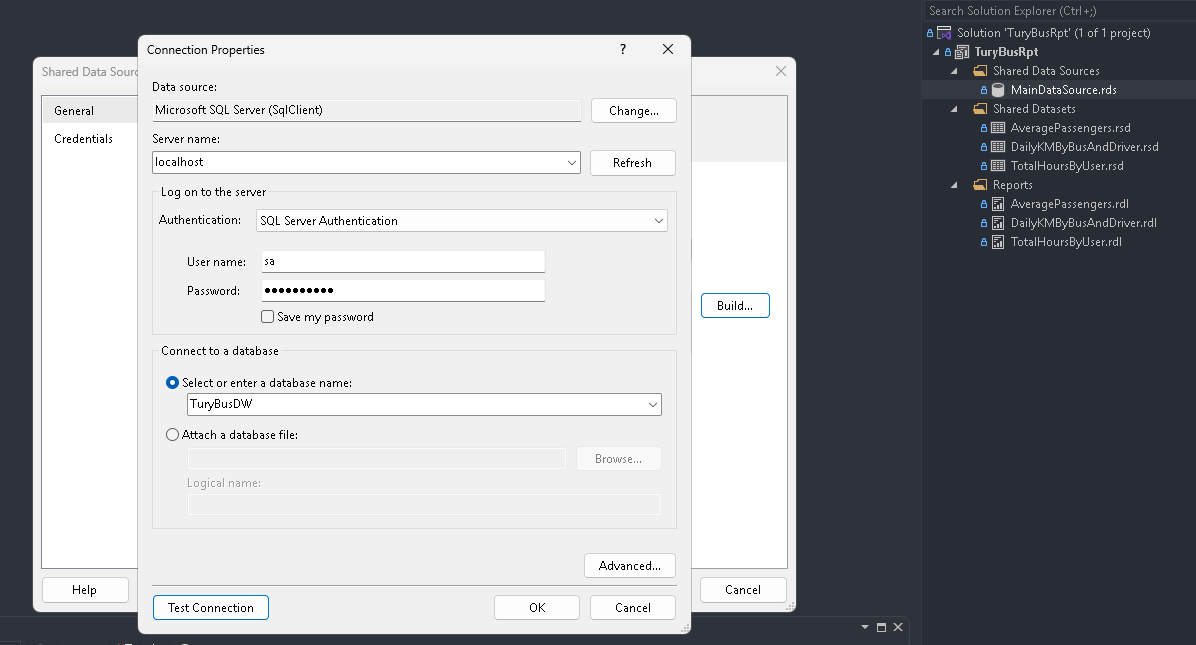 Search Solution Explorer (Ctrl+;)
Solution 'TuryBusRpt' (1 of 1 project)
TuryBusRpt
Shared Data Sources
MainDataSource.rds
Shared Datasets
AveragePassengers.rsd
DailyKMByBusAndDriver.rsd
TotalHoursByUser.rsd
Reports
AveragePassengers.rdl
DailyKMByBusAndDriver.rdl
TotalHoursByUser.rdl
Shared Data Sourc
General
Credentials
Build...
Help
Cancel
Connection Properties
?
Data source:
Microsoft SQL Server (SqlClient)
Change...
Server name:
localhost
Refresh
Log on to the server
Authentication:
SQL Server Authentication
User name:
sa
Password:
●●●●●●●●●●
Save my password
Connect to a database
Select or enter a database name:
TuryBusDW
Attach a database file:
Browse...
Logical name:
Advanced...
Test Connection
OK
Cancel